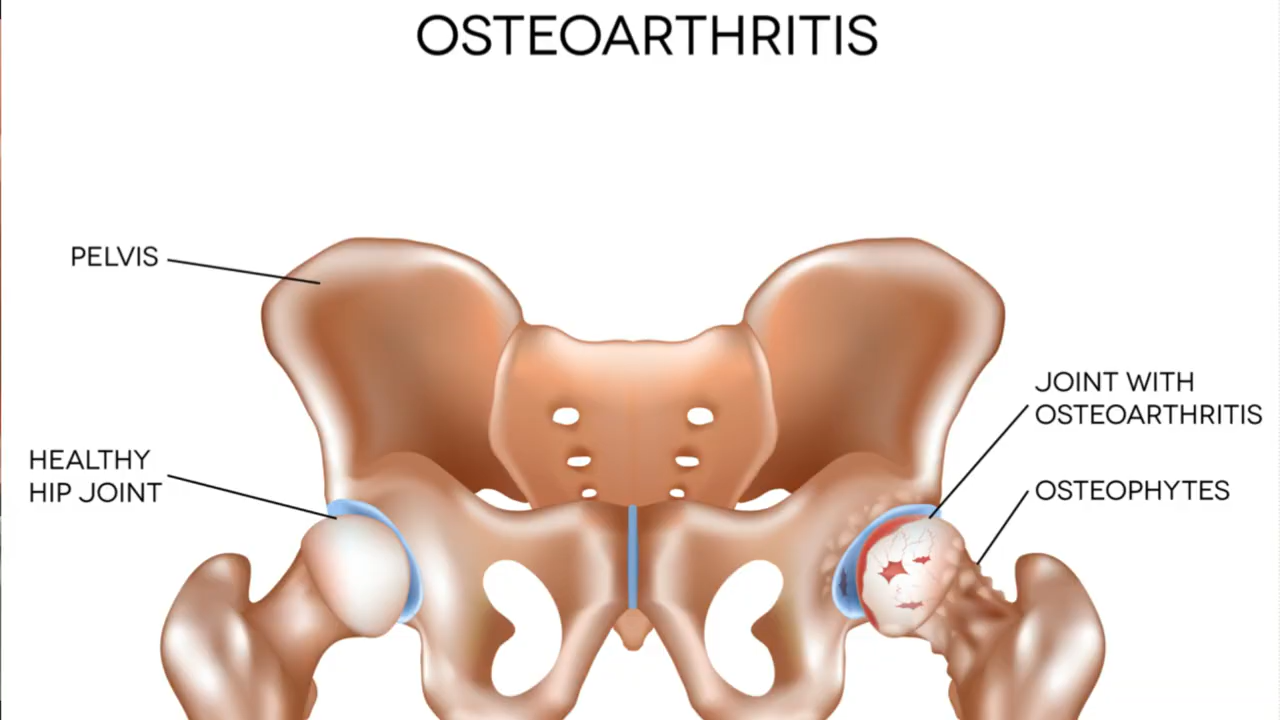 OSTEOARTHRITIS
PELVIS
JOINT WITH
OSTEOARTHRITIS
HEALTHY
HIP JOINT
OSTEOPHYTES